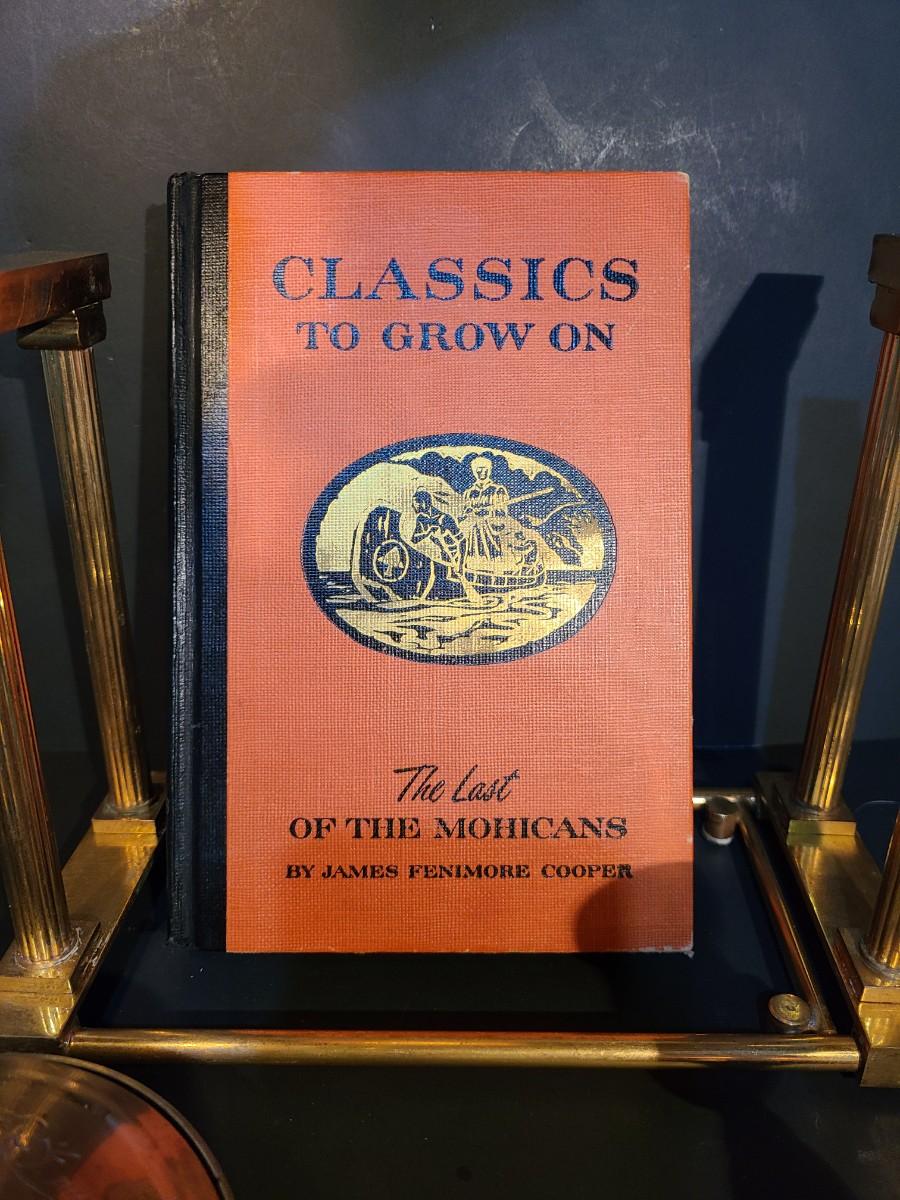 CLASSICS
TO GROW ON
The Last
OF THE MOHICANS
BY JAMES FENIMORE COOPER